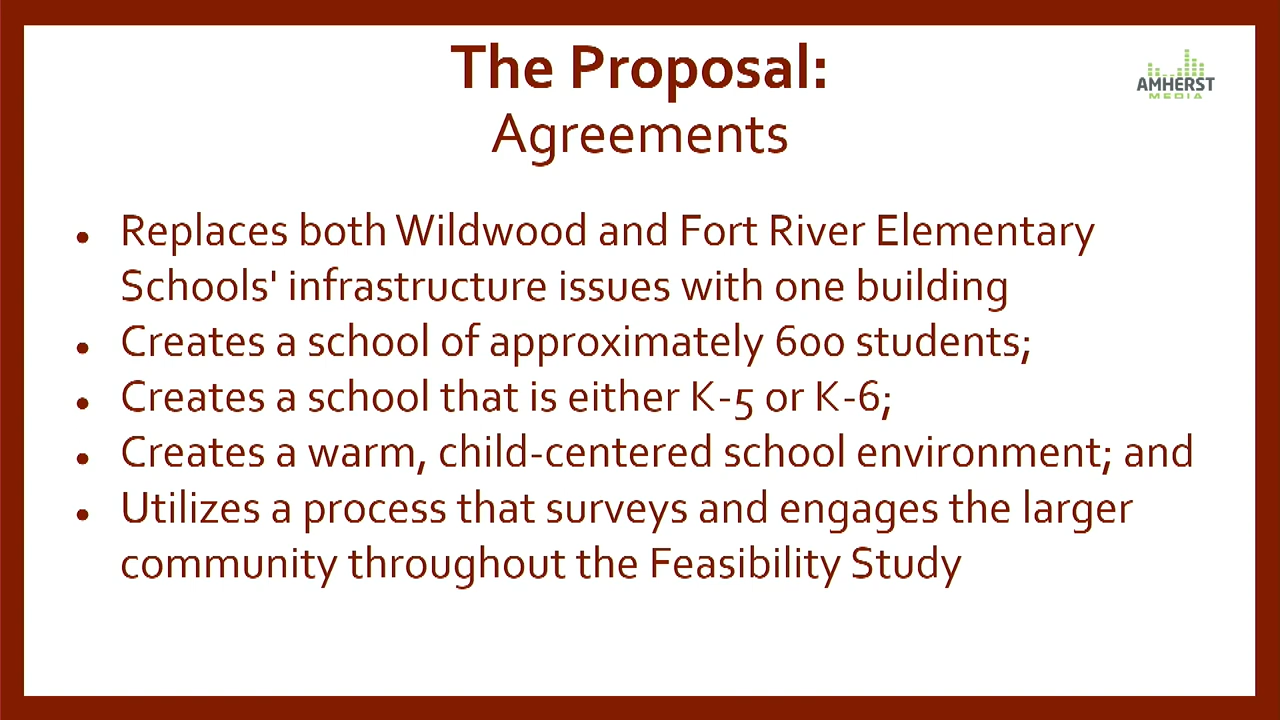 The Proposal:
Agreements
AMHERST
MEDIA
• Replaces both Wildwood and Fort River Elementary
Schools' infrastructure issues with one building
• Creates a school of approximately 600 students;
• Creates a school that is either K-5 or K-6;
• Creates a warm, child-centered school environment; and
• Utilizes a process that surveys and engages the larger
community throughout the Feasibility Study